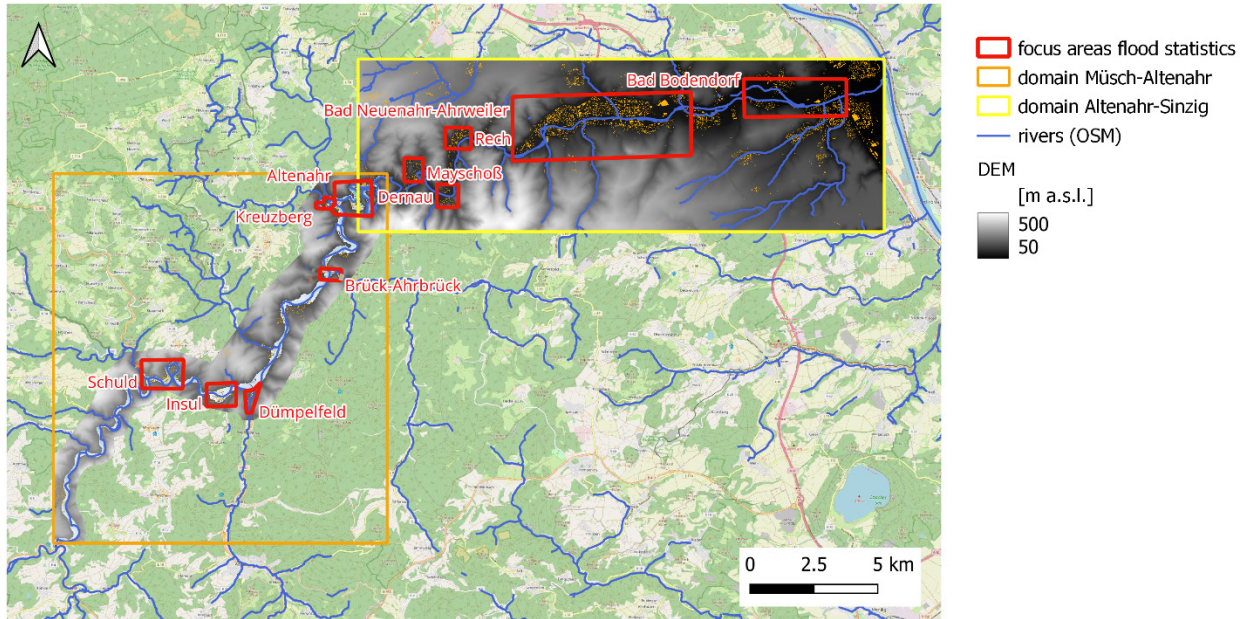 Bad Bodendorf
Bad Neuenahr-Ahrweiler
Rech
Mayschoß
Altenahr
Dernau
Kreuzberg
Brück-Ahrbrück
Schuld
Insul
Dümpelfeld
0 2.5 5 km
focus areas flood statistics
domain Müsch-Altenahr
domain Altenahr-Sinzig
rivers (OSM)
DEM
[m a.s.l.]
500
50